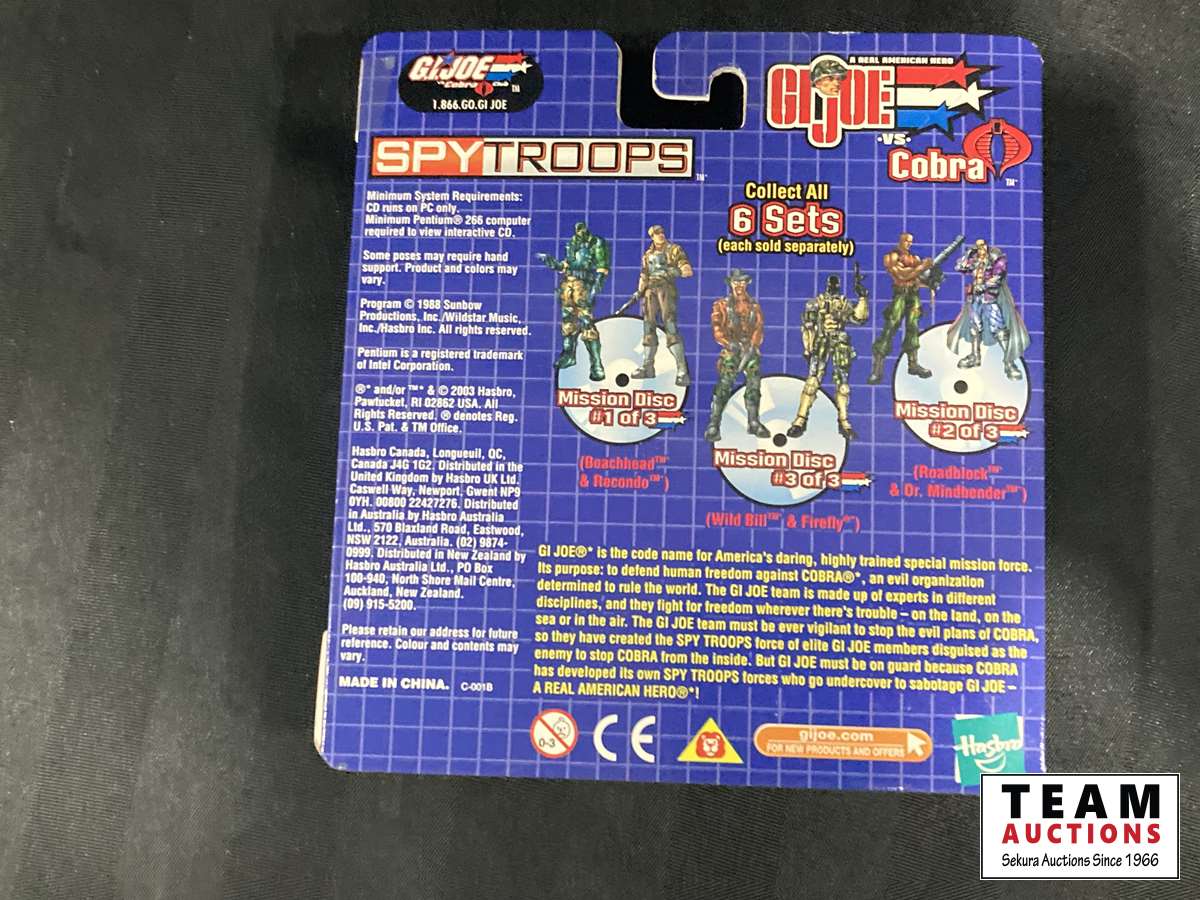 G.I. JOE
vs Cobra Club TM
1.866.GO.GI JOE
A REAL AMERICAN HERO
GI JOE
·VS·
Cobra TM
SPYTROOPS TM
Minimum System Requirements:
CD runs on PC only.
Minimum Pentium® 266 computer
required to view interactive CD.
Some poses may require hand
support. Product and colors may
vary.
Program © 1988 Sunbow
Productions, Inc./Wildstar Music,
Inc./Hasbro Inc. All rights reserved.
Pentium is a registered trademark
of Intel Corporation.
®* and/or ™* & © 2003 Hasbro,
Pawtucket, RI 02862 USA. All
Rights Reserved. ® denotes Reg.
U.S. Pat. & TM Office.
Hasbro Canada, Longueuil, QC,
Canada J4G 1G2. Distributed in the
United Kingdom by Hasbro UK Ltd.
Caswell Way, Newport, Gwent NP9
0YH. 00800 22427276. Distributed
in Australia by Hasbro Australia
Ltd., 570 Blaxland Road, Eastwood,
NSW 2122, Australia. (02) 9874-
0999. Distributed in New Zealand by
Hasbro Australia Ltd., PO Box
100-940, North Shore Mail Centre,
Auckland, New Zealand.
(09) 915-5200.
Please retain our address for future
reference. Colour and contents may
vary.
MADE IN CHINA. C-001B
Collect All
6 Sets
(each sold separately)
Mission Disc
#1 of 3
(Beachhead™
& Recondo™)
Mission Disc
#3 of 3
(Wild Bill™ & Firefly®*)
Mission Disc
#2 of 3
(Roadblock™
& Dr. Mindbender™)
GI JOE®* is the code name for America's daring, highly trained special mission force.
Its purpose: to defend human freedom against COBRA®*, an evil organization
determined to rule the world. The GI JOE team is made up of experts in different
disciplines, and they fight for freedom wherever there's trouble – on the land, on the
sea or in the air. The GI JOE team must be ever vigilant to stop the evil plans of COBRA,
so they have created the SPY TROOPS force of elite GI JOE members disguised as the
enemy to stop COBRA from the inside. But GI JOE must be on guard because COBRA
has developed its own SPY TROOPS forces who go undercover to sabotage GI JOE –
A REAL AMERICAN HERO®*!
0-3
CE
gijoe.com
FOR NEW PRODUCTS AND OFFERS
Hasbro
TEAM
AUCTIONS
Sekura Auctions Since 1966